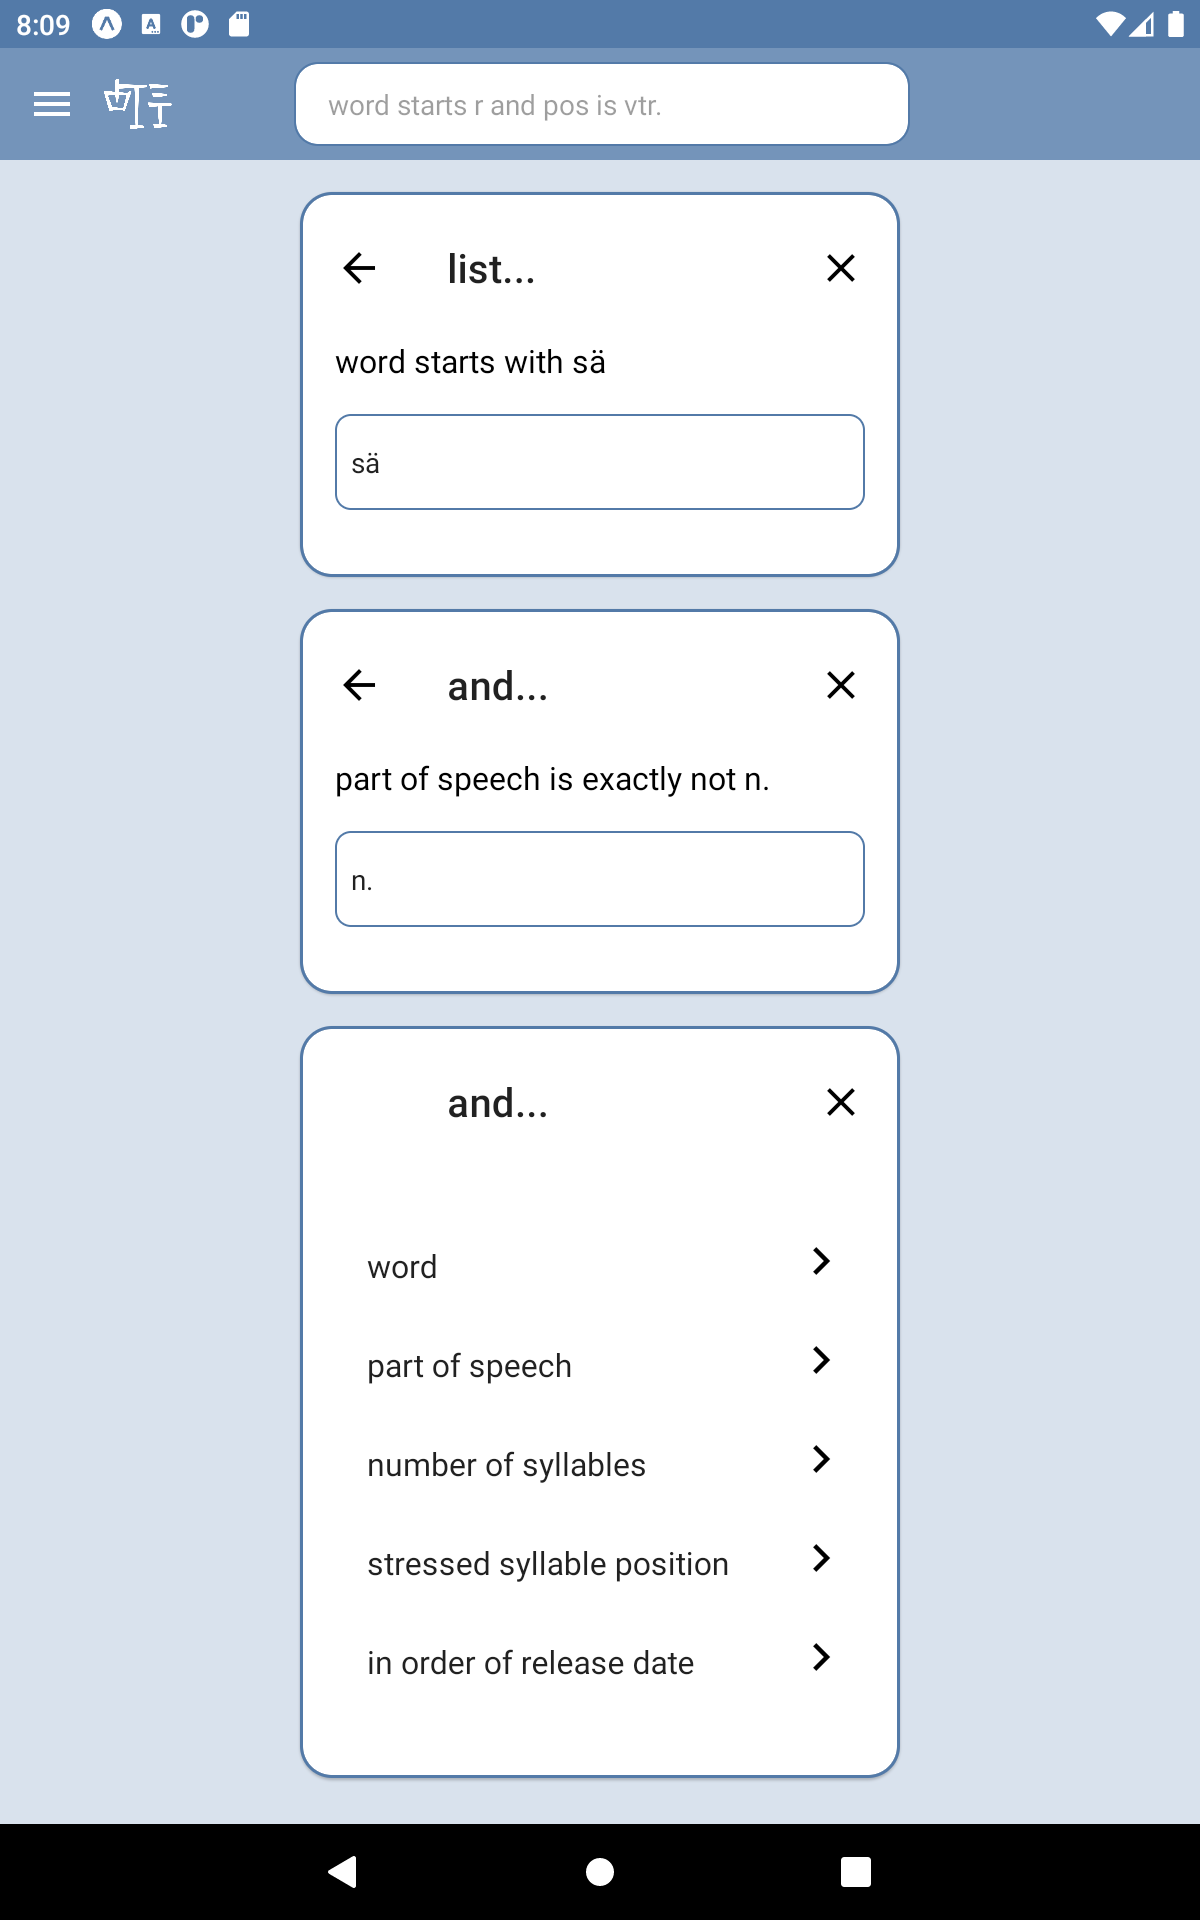 8:09
word starts r and pos is vtr.
list...
word starts with sä
sä
and...
part of speech is exactly not n.
n.
and...
word
part of speech
number of syllables
stressed syllable position
in order of release date